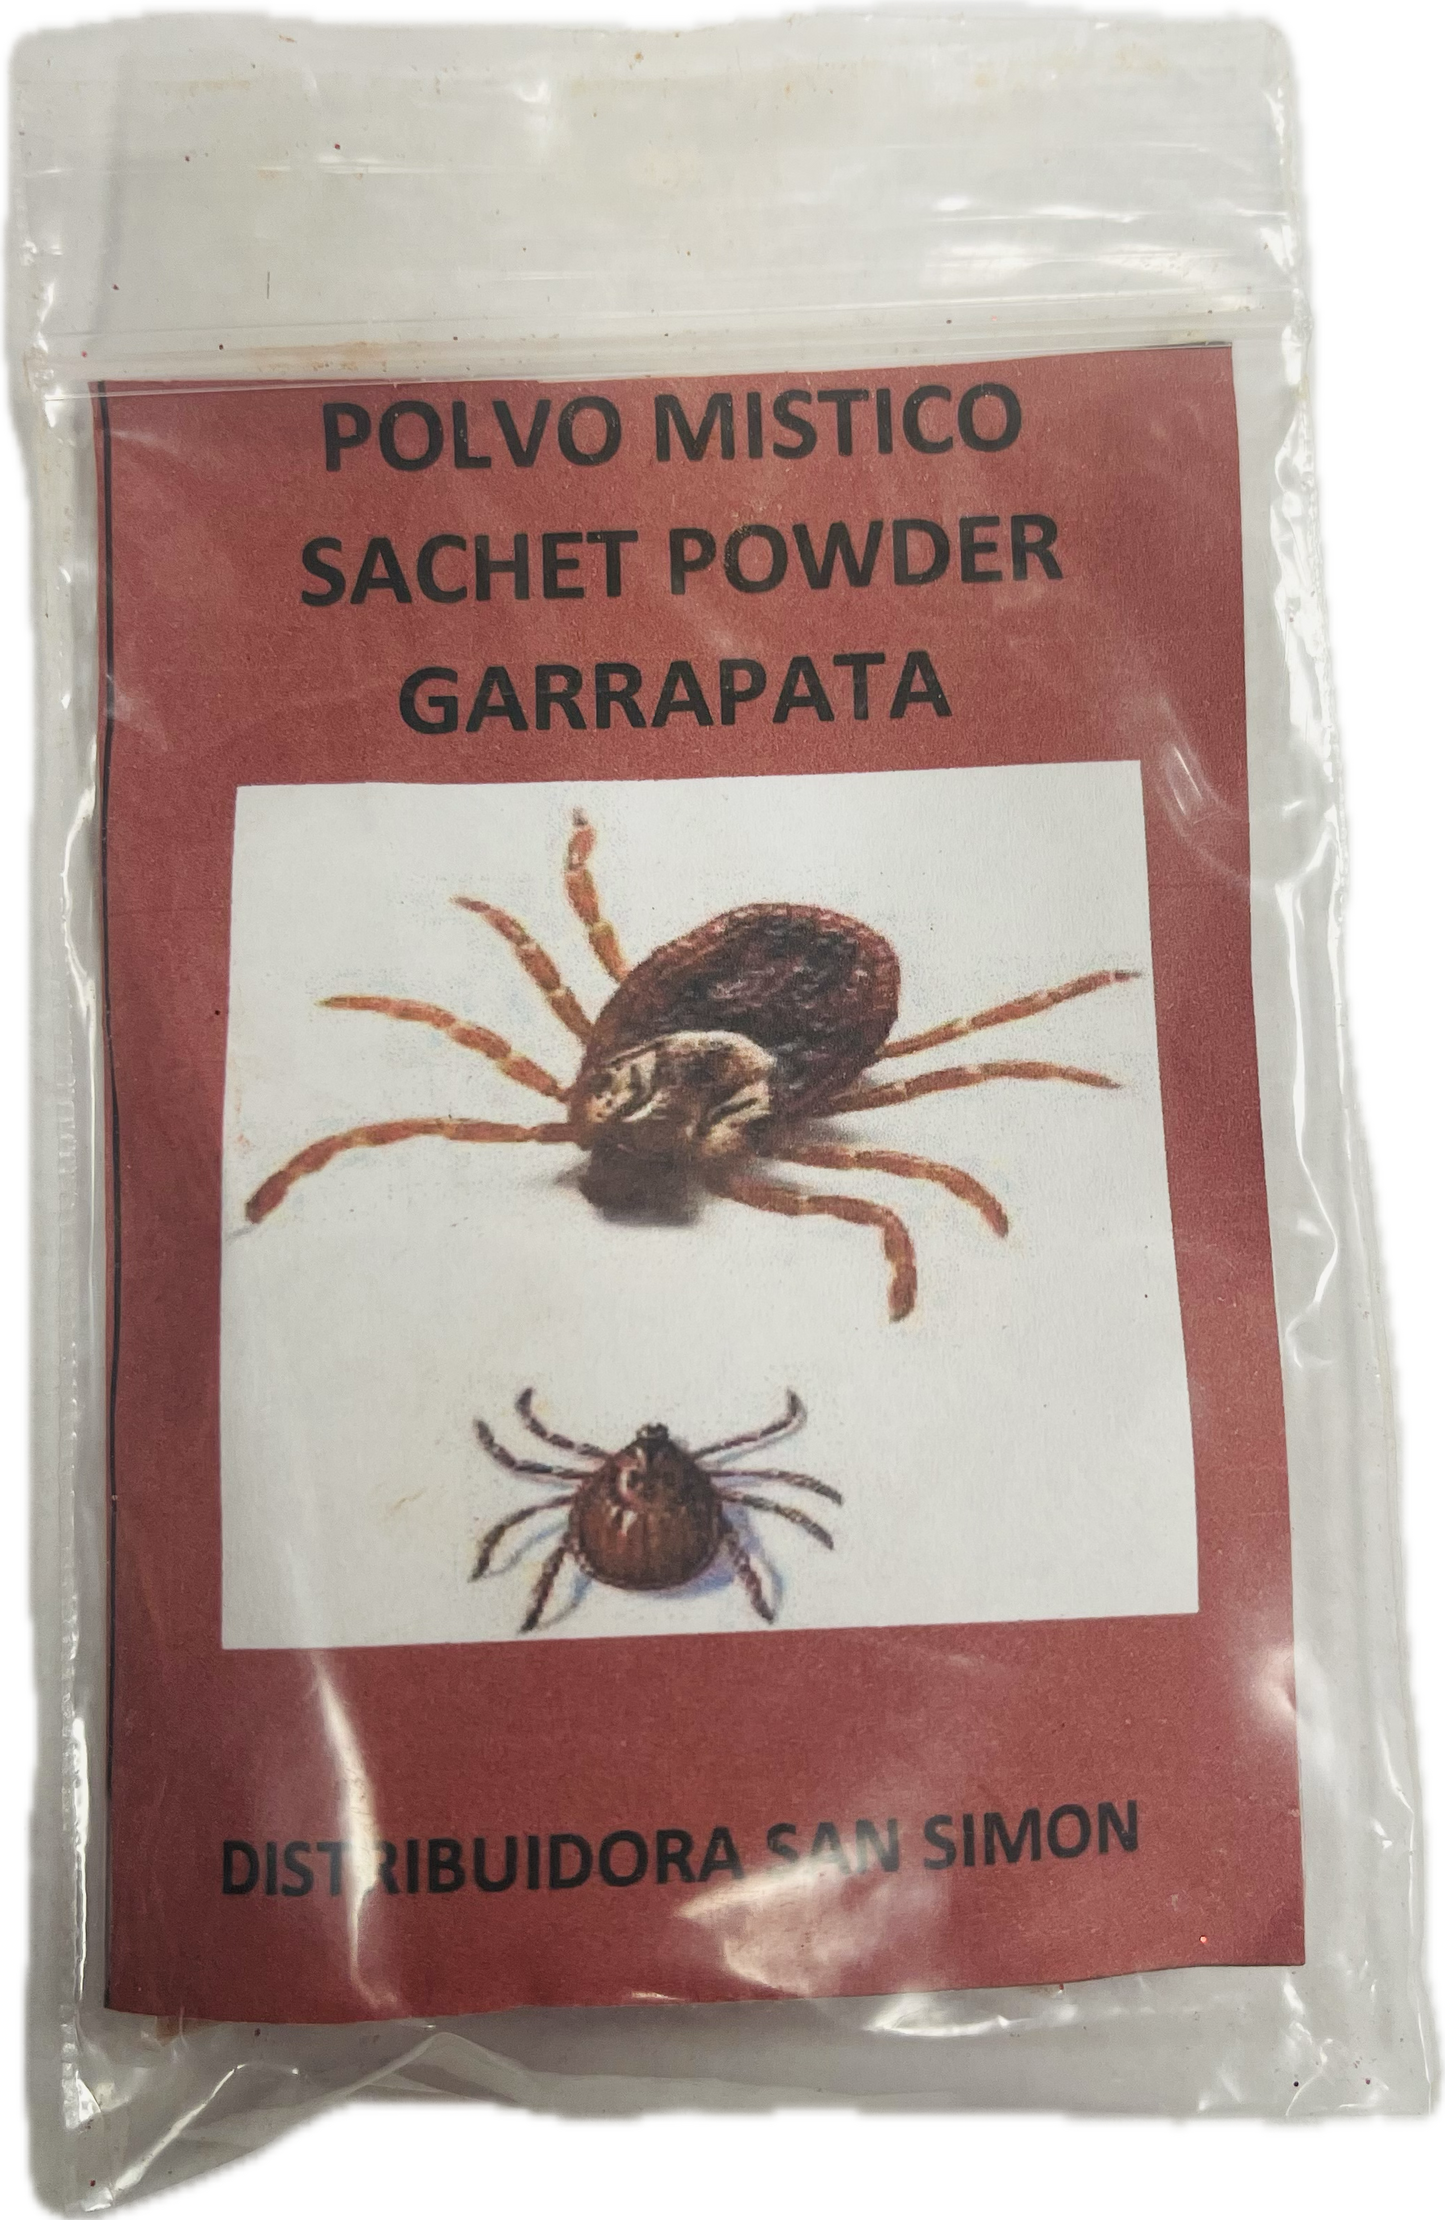 POLVO MISTICO
SACHET POWDER
GARRAPATA
DISTRIBUIDORA SAN SIMON